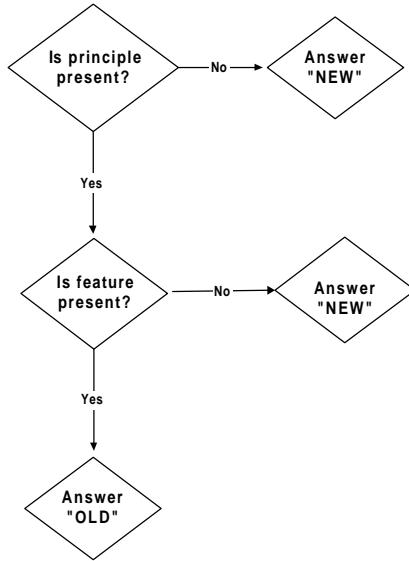 Is principle
present?
No
Answer
"NEW"
Yes
Is feature
present?
No
Answer
"NEW"
Yes
Answer
"OLD"